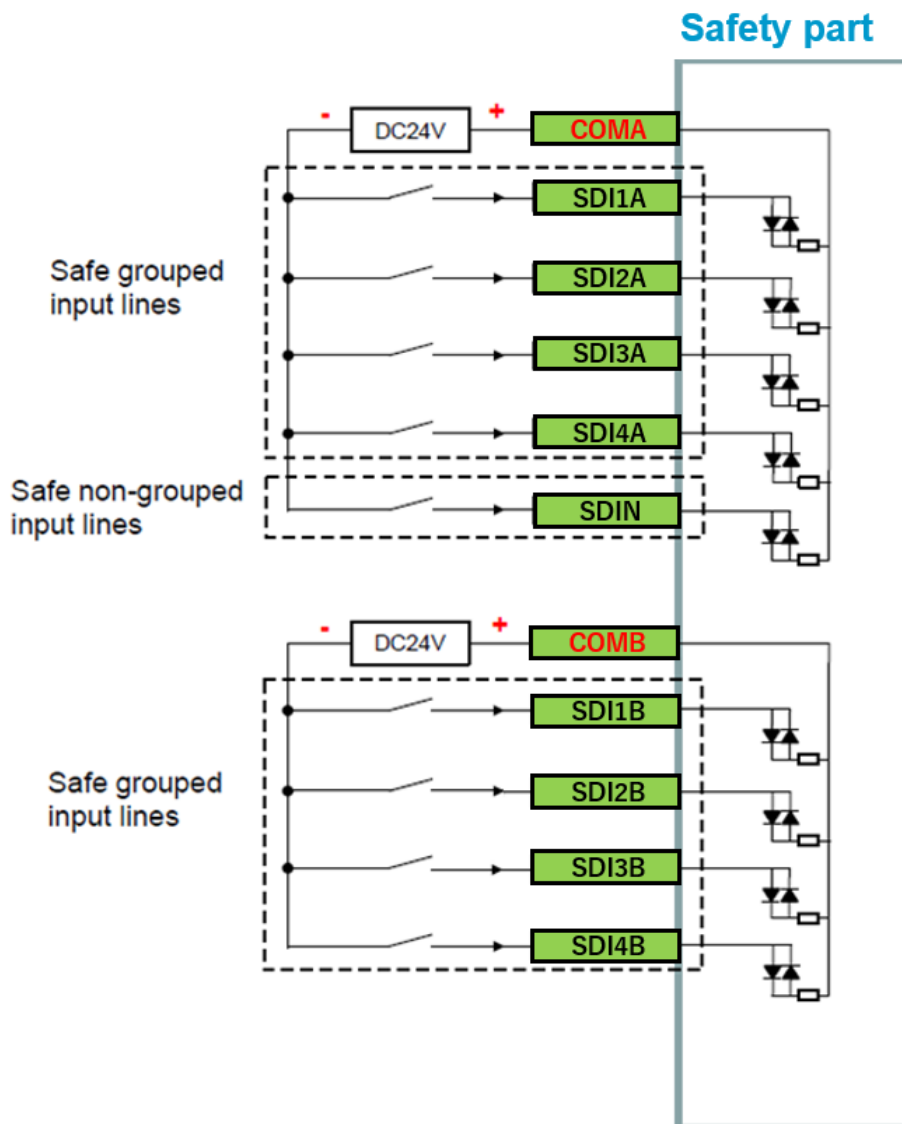 Safety part
- DC24V + COMA
SDI1A
Safe grouped
input lines
SDI2A
SDI3A
SDI4A
Safe non-grouped
input lines
SDIN
- DC24V + COMB
SDI1B
Safe grouped
input lines
SDI2B
SDI3B
SDI4B